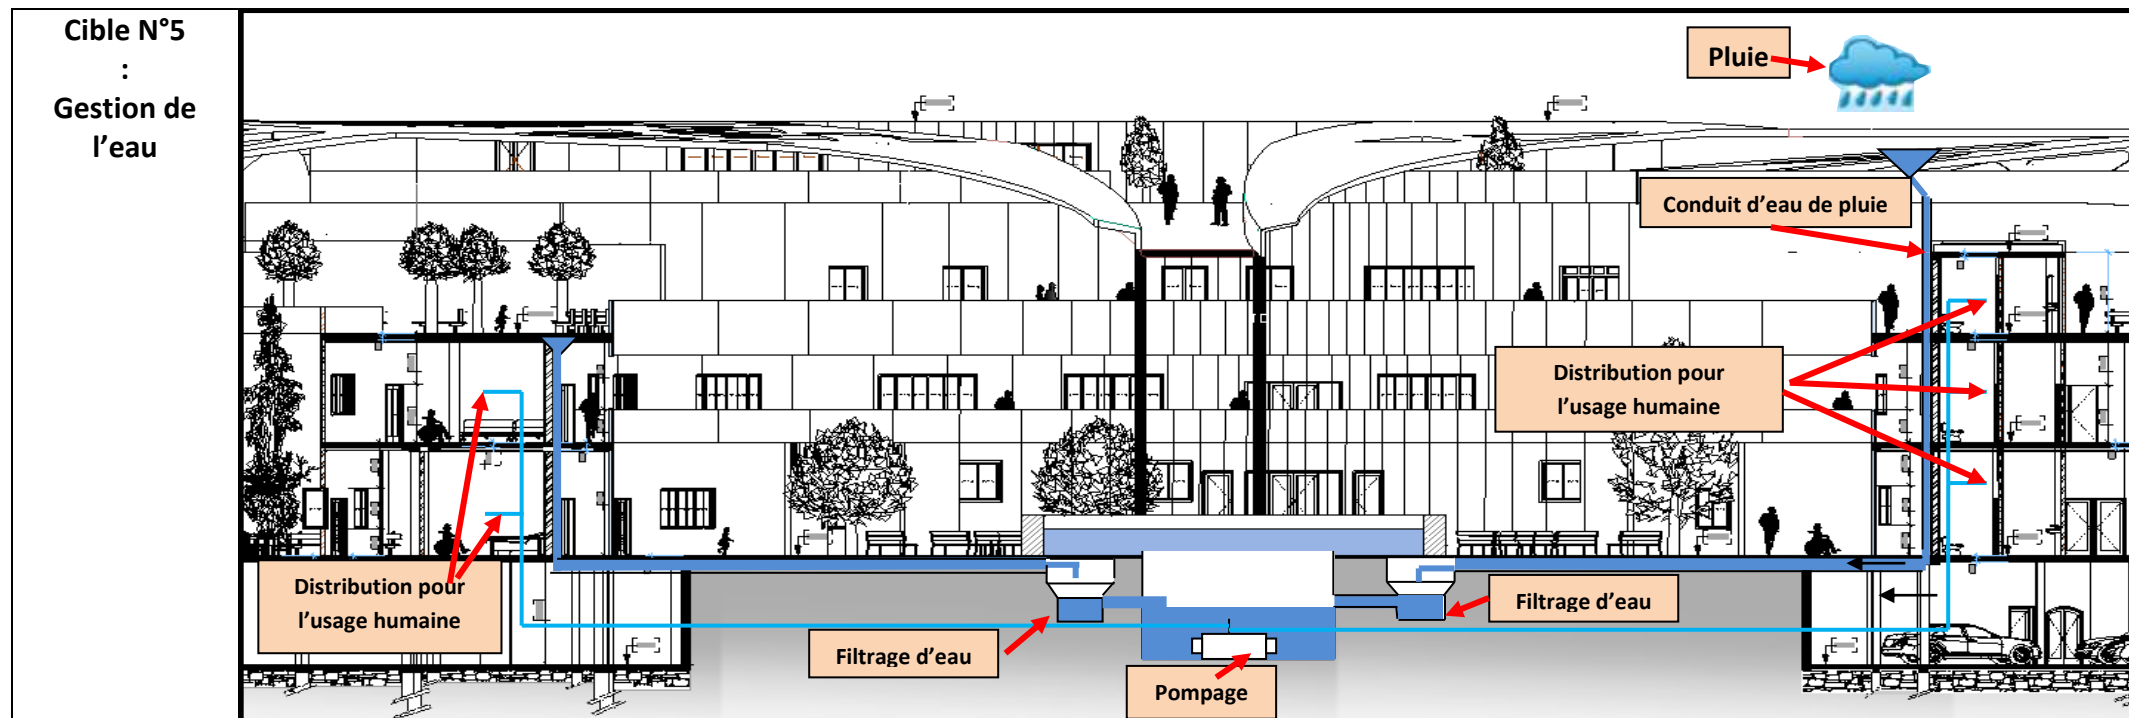 Cible N°5
:
Gestion de
l'eau
Pluie
Conduit d'eau de pluie
Distribution pour
l'usage humaine
Distribution pour
l'usage humaine
Filtrage d'eau
Filtrage d'eau
Pompage